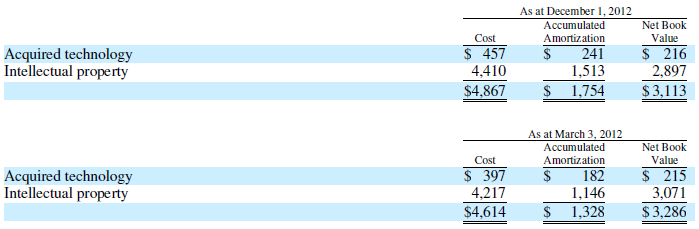 As at December 1, 2012
Accumulated Net Book
Cost Amortization Value
Acquired technology $ 457 $ 241 $ 216
Intellectual property 4,410 1,513 2,897
$4,867 $ 1,754 $3,113
As at March 3, 2012
Accumulated Net Book
Cost Amortization Value
Acquired technology $ 397 $ 182 $ 215
Intellectual property 4,217 1,146 3,071
$4,614 $ 1,328 $3,286